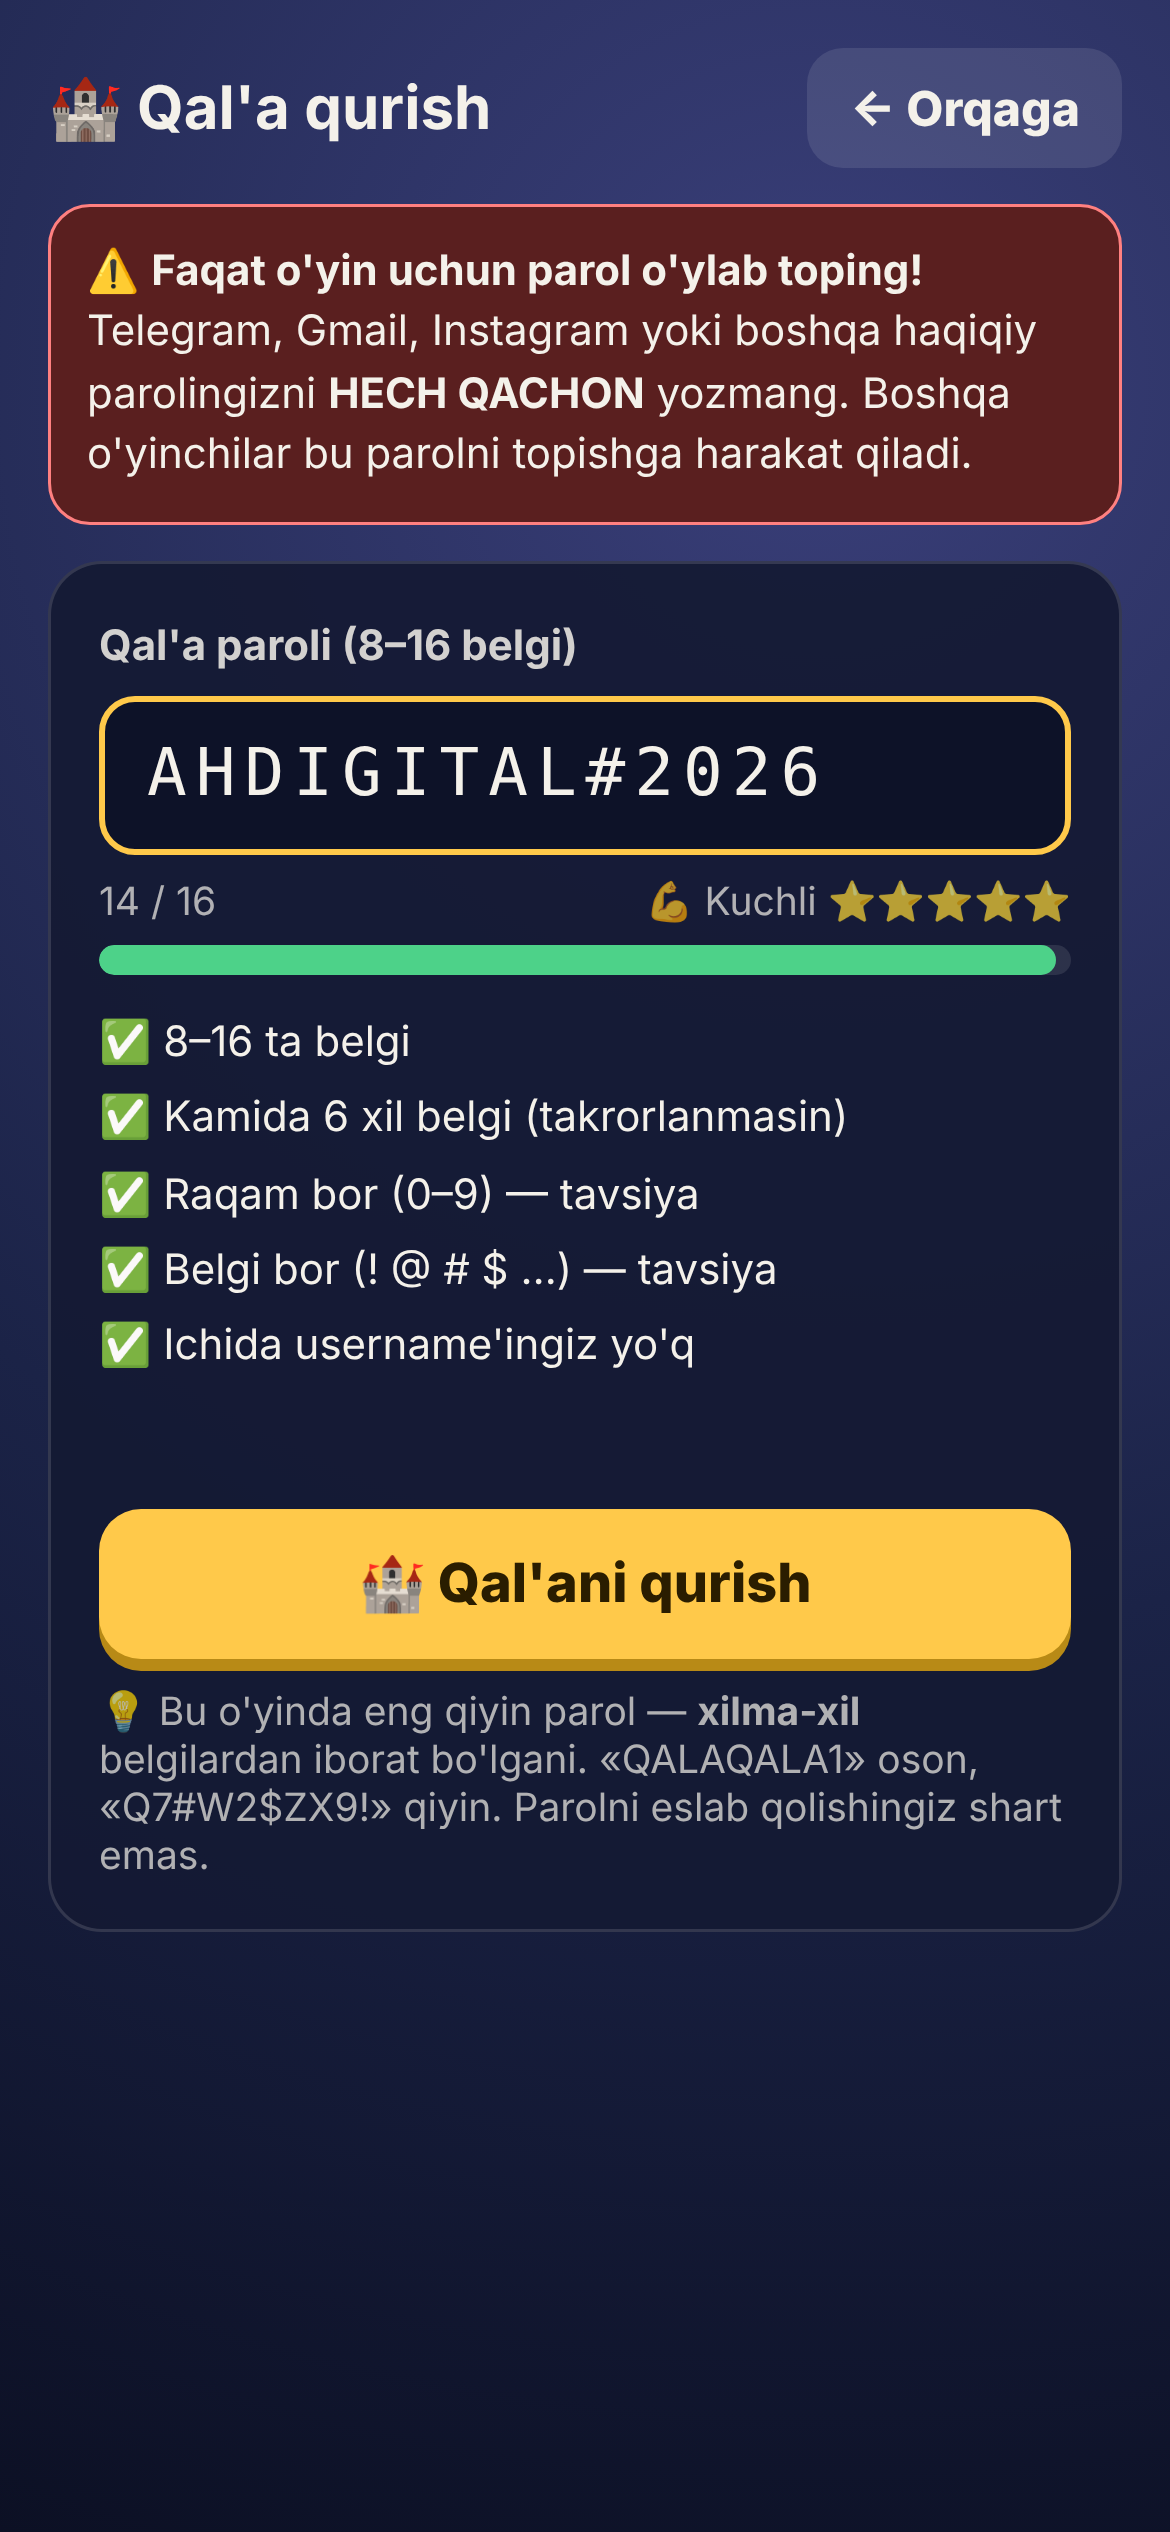 🏰 Qal'a qurish
← Orqaga
⚠️ Faqat o'yin uchun parol o'ylab toping!
Telegram, Gmail, Instagram yoki boshqa haqiqiy
parolingizni HECH QACHON yozmang. Boshqa
o'yinchilar bu parolni topishga harakat qiladi.
Qal'a paroli (8–16 belgi)
AHDIGITAL#2026
14 / 16
💪 Kuchli ⭐⭐⭐⭐⭐
✅ 8–16 ta belgi
✅ Kamida 6 xil belgi (takrorlanmasin)
✅ Raqam bor (0–9) — tavsiya
✅ Belgi bor (! @ # $ ...) — tavsiya
✅ Ichida username'ingiz yo'q
🏰 Qal'ani qurish
💡 Bu o'yinda eng qiyin parol — xilma-xil
belgilardan iborat bo'lgani. «QALAQALA1» oson,
«Q7#W2$ZX9!» qiyin. Parolni eslab qolishingiz shart
emas.